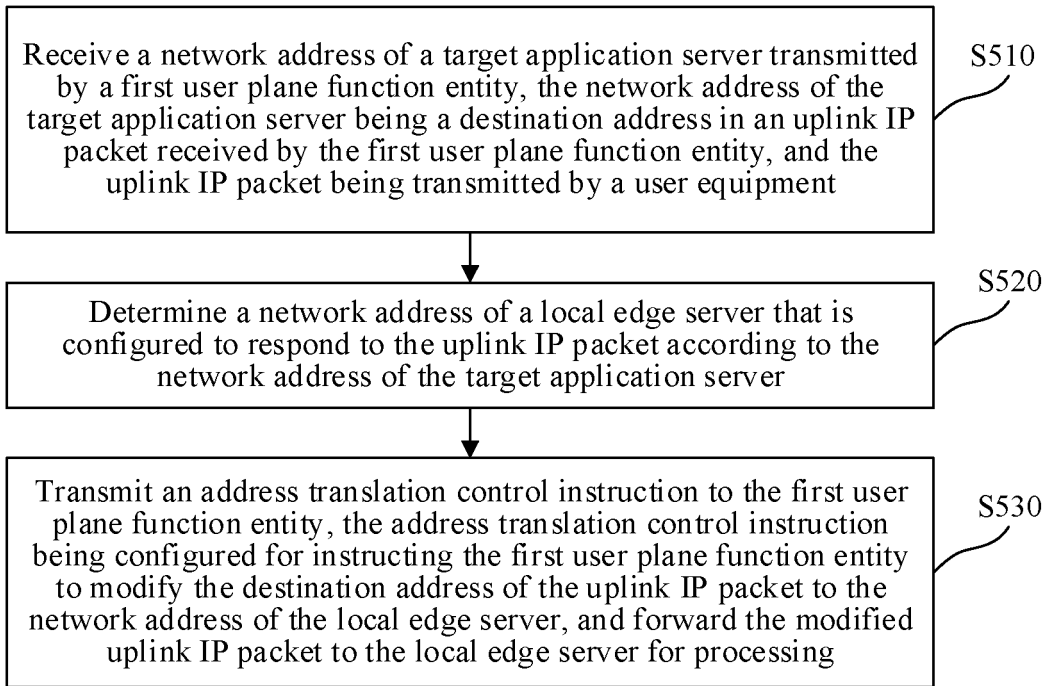 Receive a network address of a target application server transmitted
by a first user plane function entity, the network address of the
target application server being a destination address in an uplink IP
packet received by the first user plane function entity, and the
uplink IP packet being transmitted by a user equipment
S510
Determine a network address of a local edge server that is
configured to respond to the uplink IP packet according to the
network address of the target application server
S520
Transmit an address translation control instruction to the first user
plane function entity, the address translation control instruction
being configured for instructing the first user plane function entity
to modify the destination address of the uplink IP packet to the
network address of the local edge server, and forward the modified
uplink IP packet to the local edge server for processing
S530